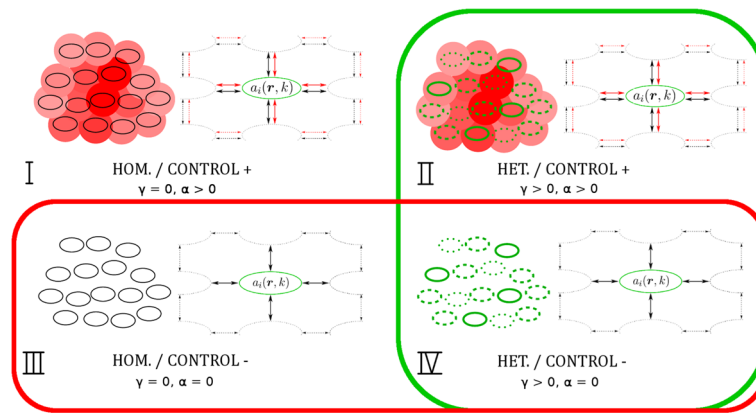 a_i(r, k)
I
HOM. / CONTROL +
γ = 0, α > 0
a_i(r, k)
II
HET. / CONTROL +
γ > 0, α > 0
a_i(r, k)
III
HOM. / CONTROL -
γ = 0, α = 0
a_i(r, k)
IV
HET. / CONTROL -
γ > 0, α = 0